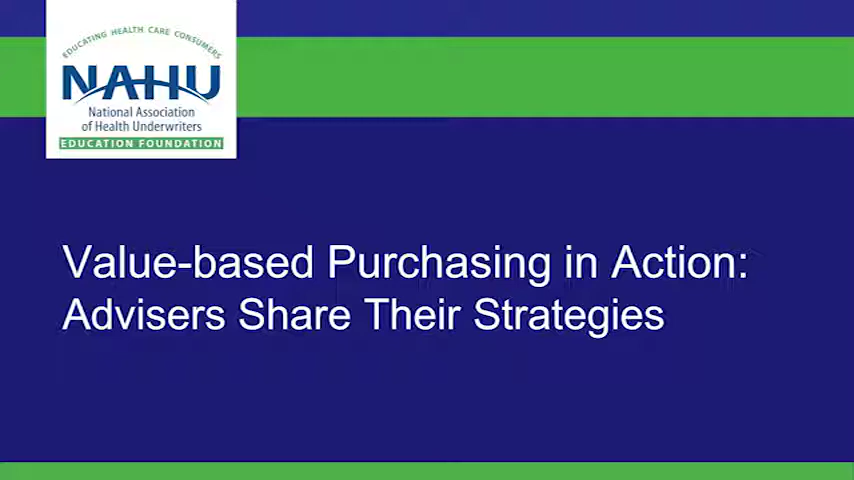 EDUCATING HEALTH CARE CONSUMERS
NAHU
National Association
of Health Underwriters
EDUCATION FOUNDATION
Value-based Purchasing in Action:
Advisers Share Their Strategies